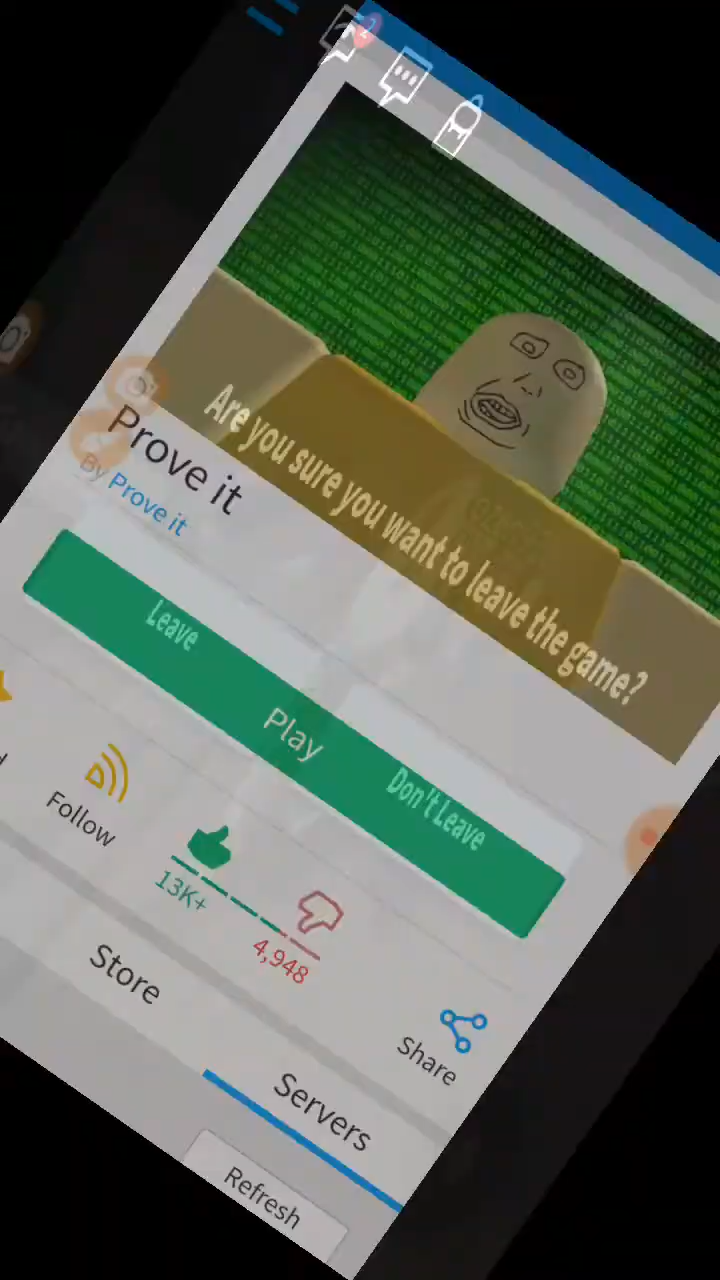 2
Are you sure you want to leave the game?
Prove it
By Prove it
Leave
Play
Don't Leave
Follow
13K+
4,948
Share
Store
Servers
Refresh